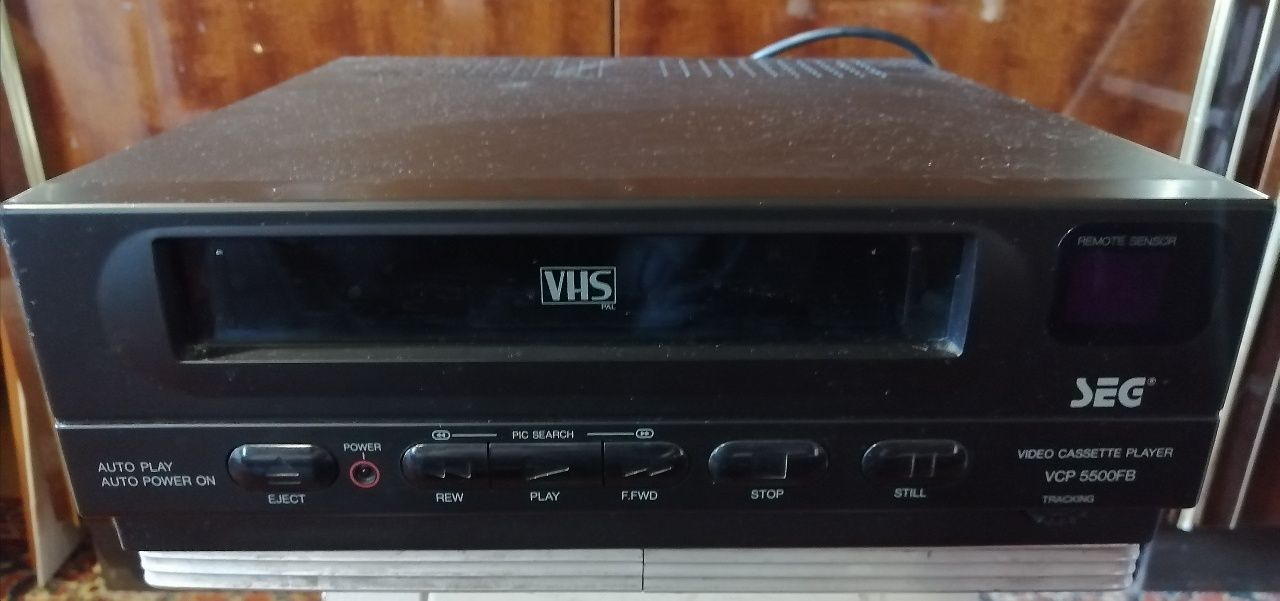 VHS
PAL
REMOTE SENSOR
SEG®
PIC SEARCH
POWER
AUTO PLAY
AUTO POWER ON
EJECT
REW
PLAY
F.FWD
STOP
STILL
VIDEO CASSETTE PLAYER
VCP 5500FB
TRACKING